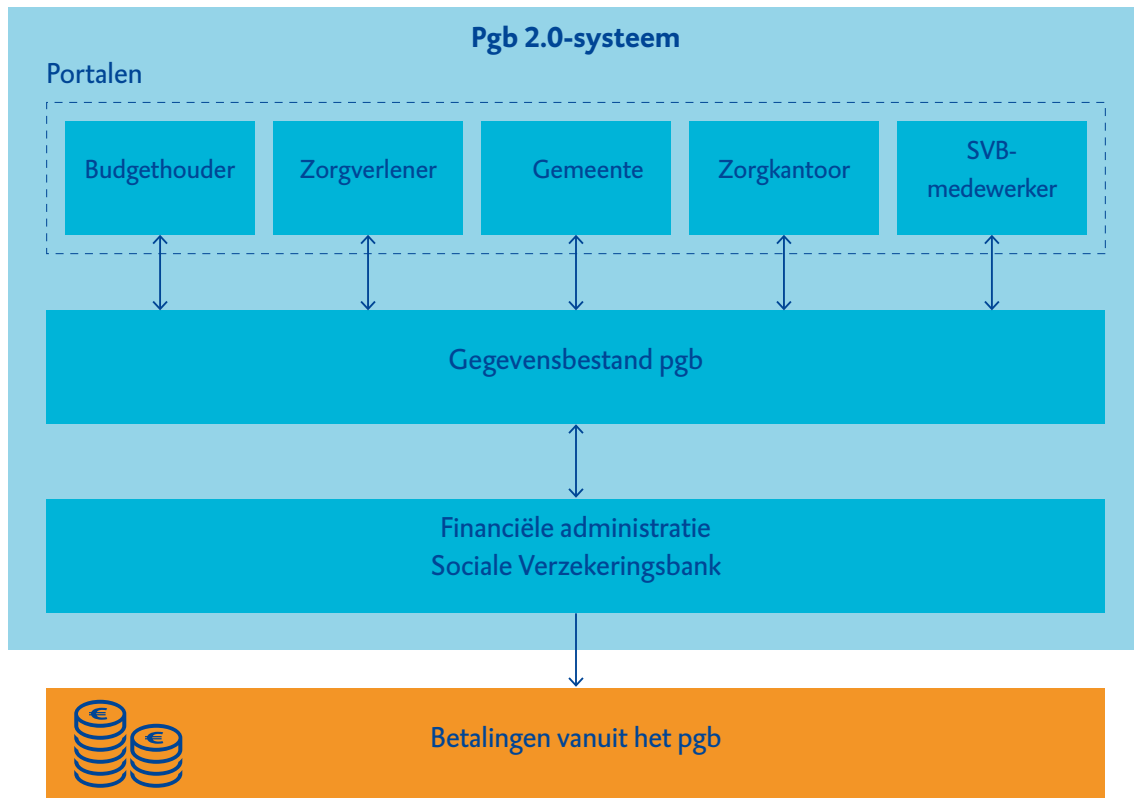 Pgb 2.0-systeem
Portalen
Budgethouder
Zorgverlener
Gemeente
Zorgkantoor
SVB-
medewerker
Gegevensbestand pgb
Financiële administratie
Sociale Verzekeringsbank
€
€
Betalingen vanuit het pgb